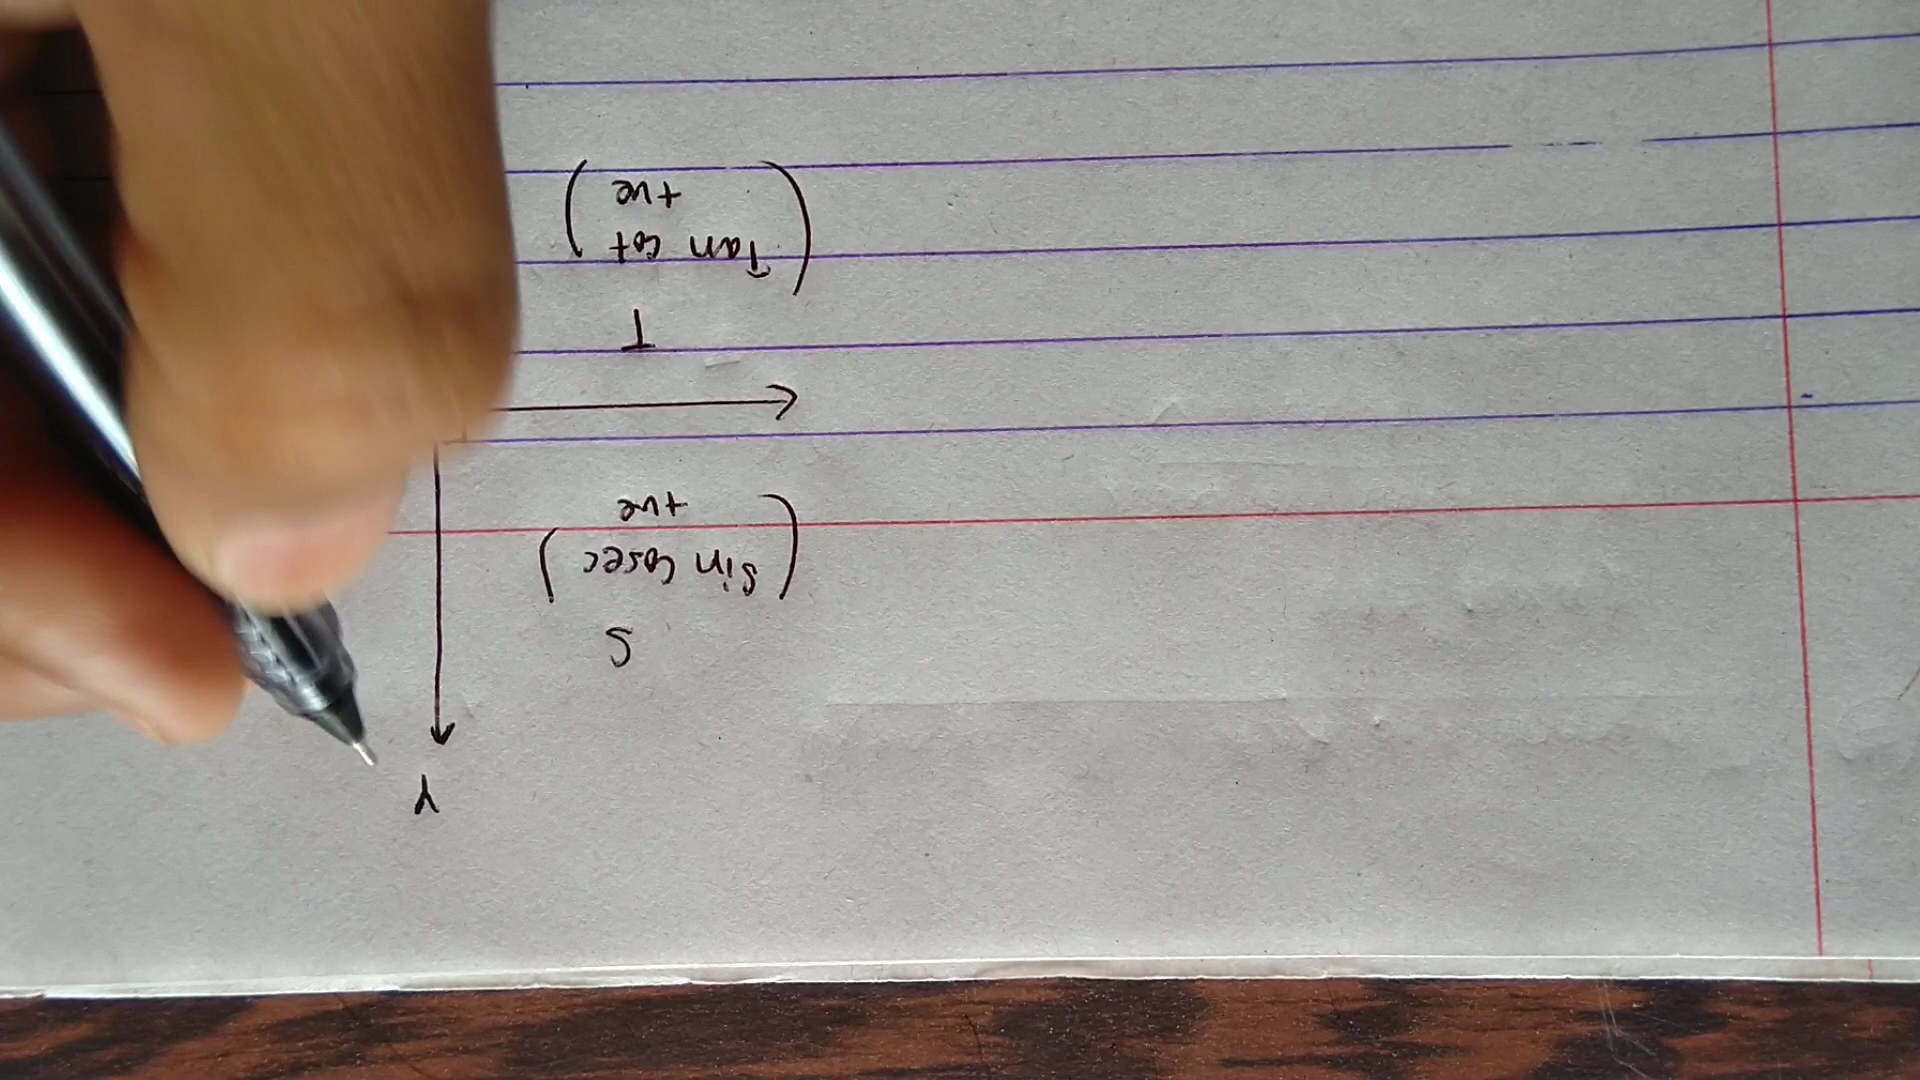 Y
S
(Sin Cosec)
+ve
T
(Tan Cot
+ve)